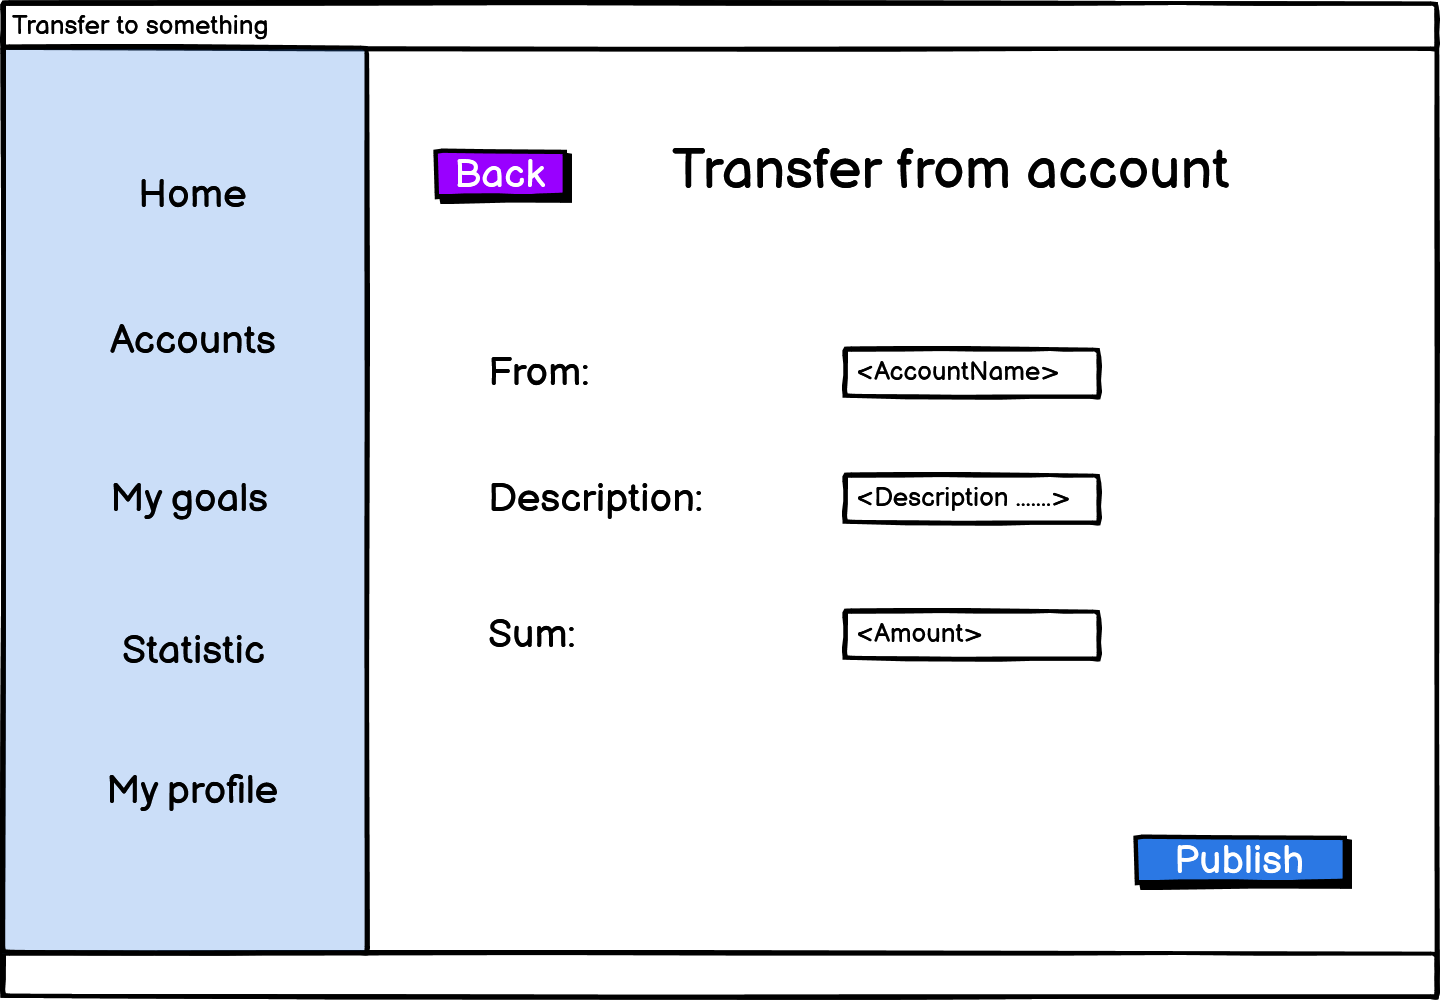 Transfer to something
Home
Accounts
My goals
Statistic
My profile
Back
Transfer from account
From:
<AccountName>
Description:
<Description .......>
Sum:
<Amount>
Publish